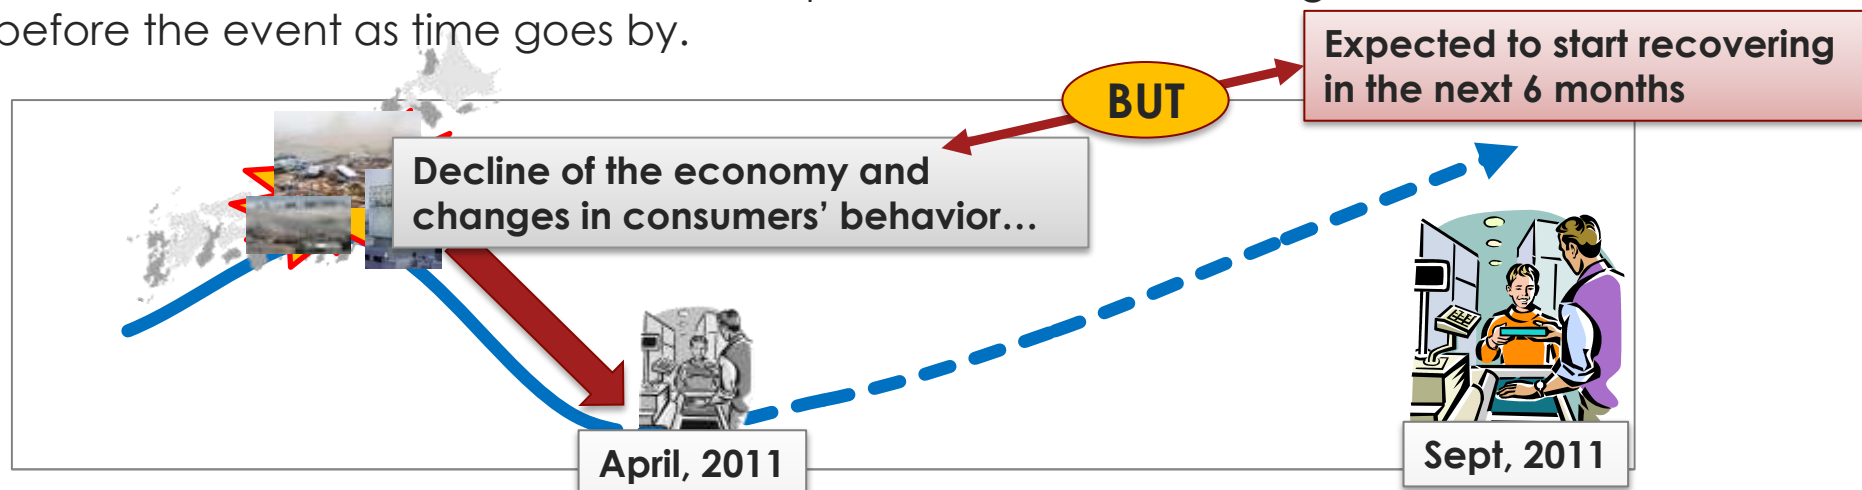 before the event as time goes by.
Expected to start recovering
in the next 6 months
BUT
Decline of the economy and
changes in consumers’ behavior…
April, 2011
Sept, 2011